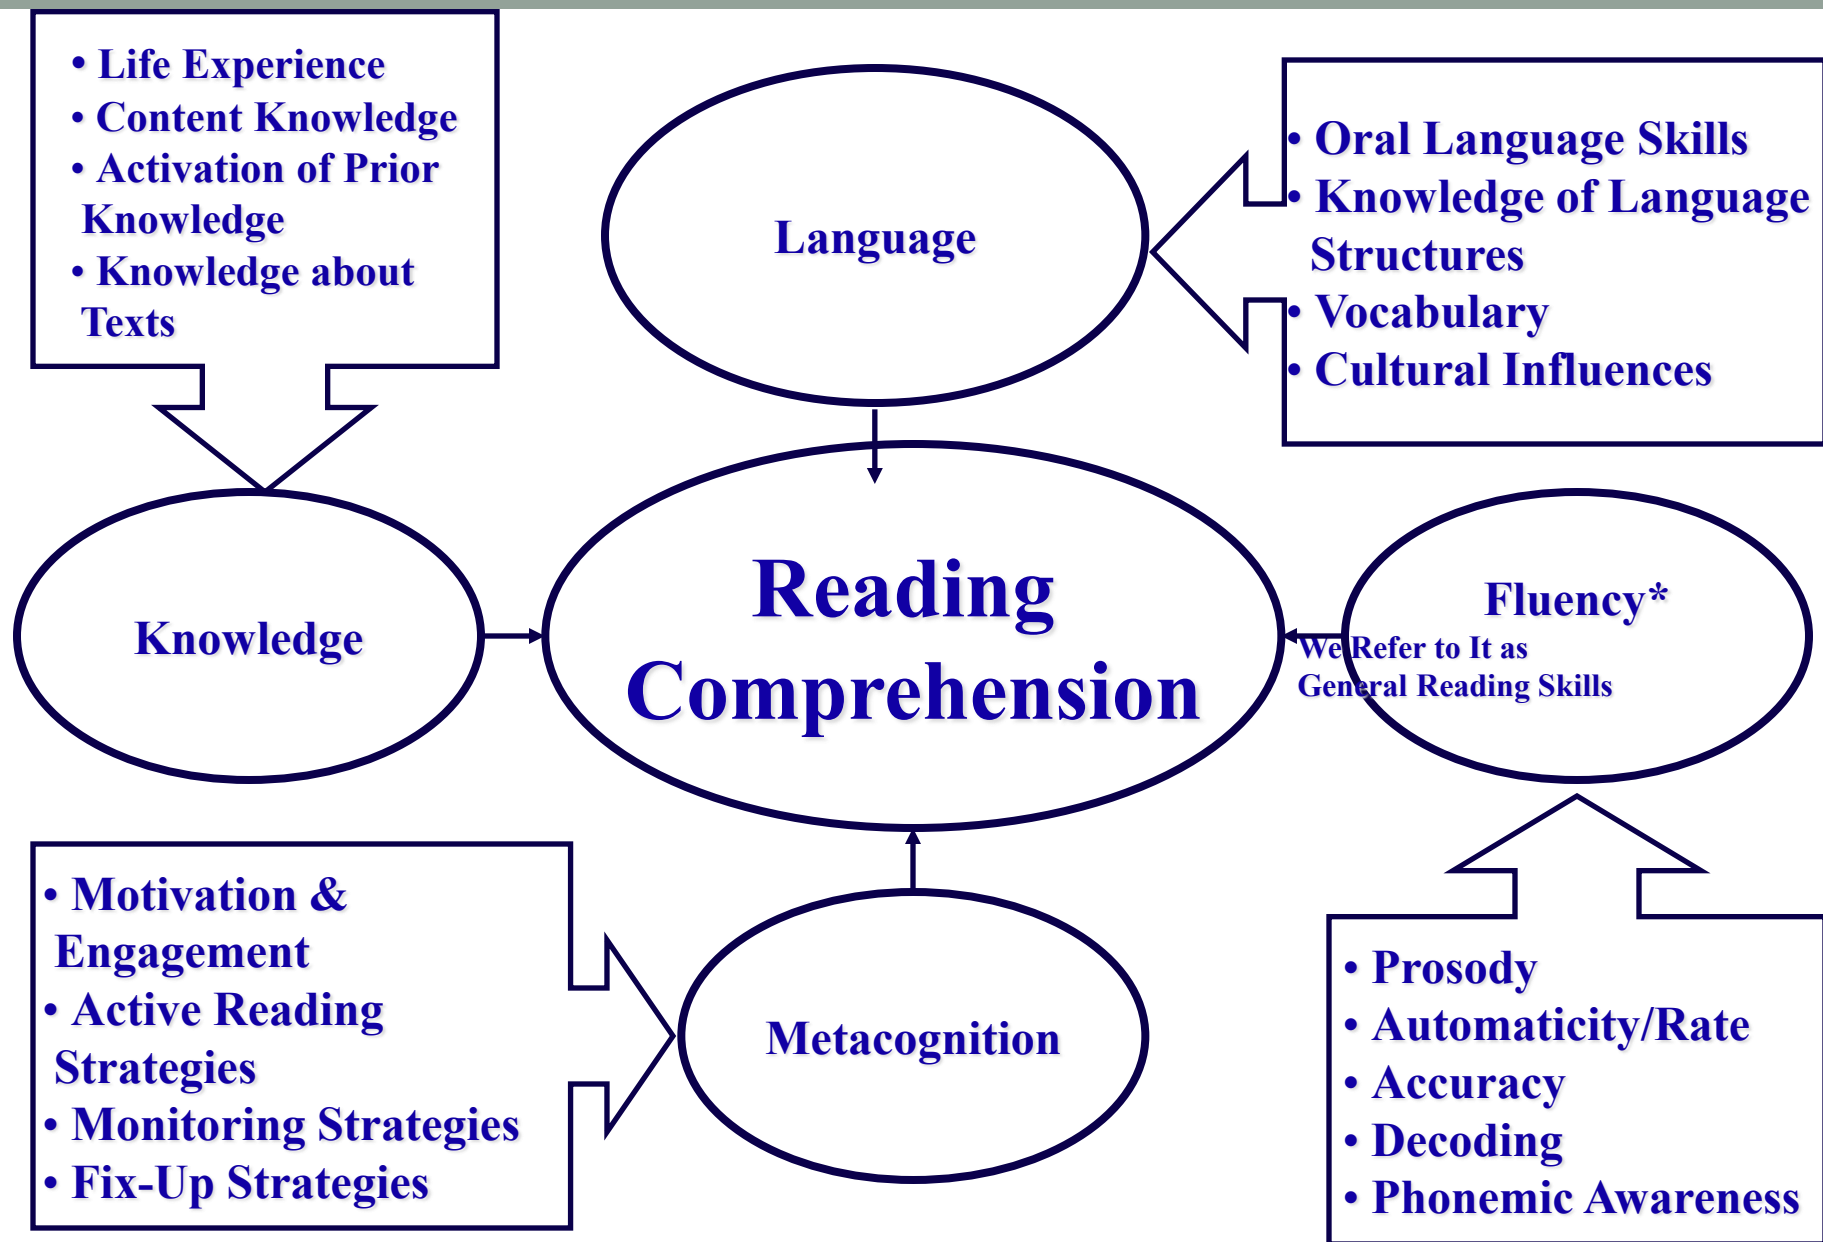 • Life Experience
• Content Knowledge
• Activation of Prior
Knowledge
• Knowledge about
Texts
Language
• Oral Language Skills
• Knowledge of Language
Structures
• Vocabulary
• Cultural Influences
Knowledge
Reading
Comprehension
Fluency*
We Refer to It as
General Reading Skills
• Motivation &
Engagement
• Active Reading
Strategies
• Monitoring Strategies
• Fix-Up Strategies
Metacognition
• Prosody
• Automaticity/Rate
• Accuracy
• Decoding
• Phonemic Awareness